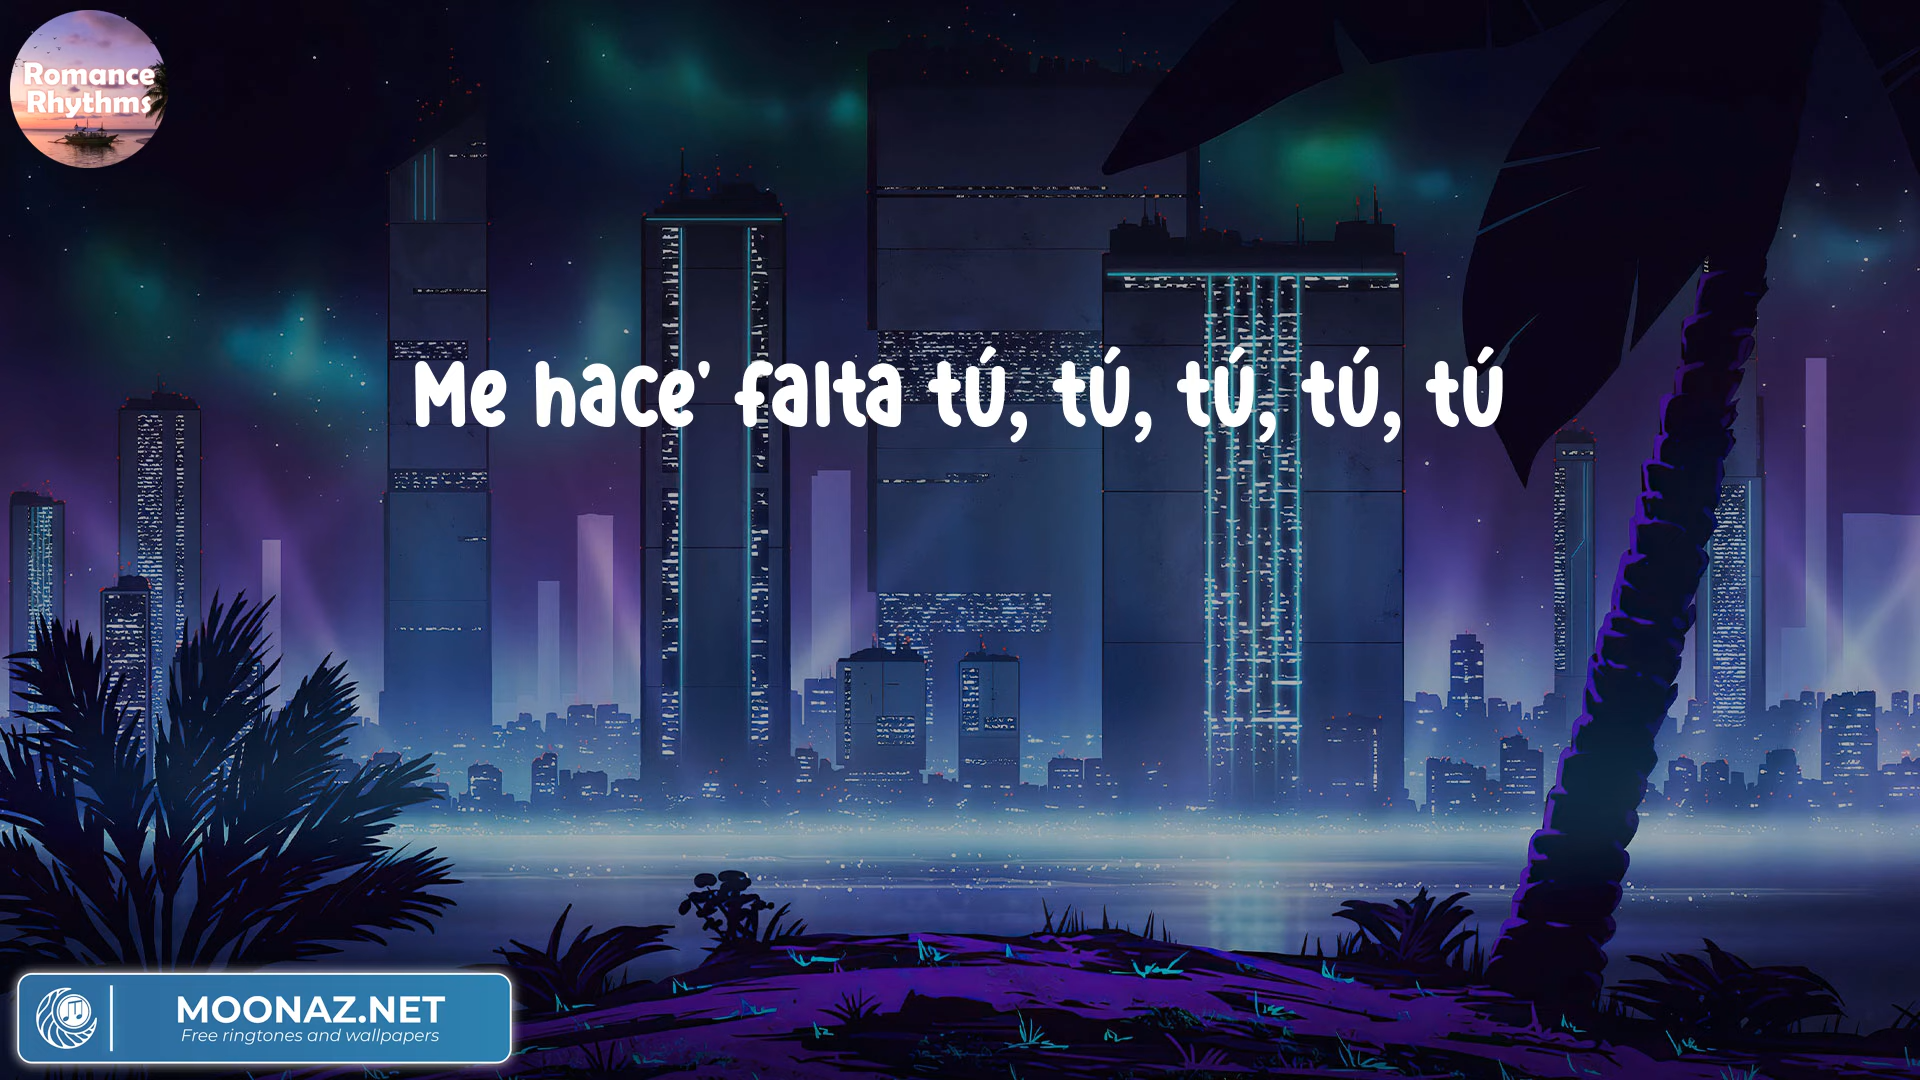 Romance
Rhythms
Me hace' falta tú, tú, tú, tú, tú
MOONAZ.NET
Free ringtones and wallpapers